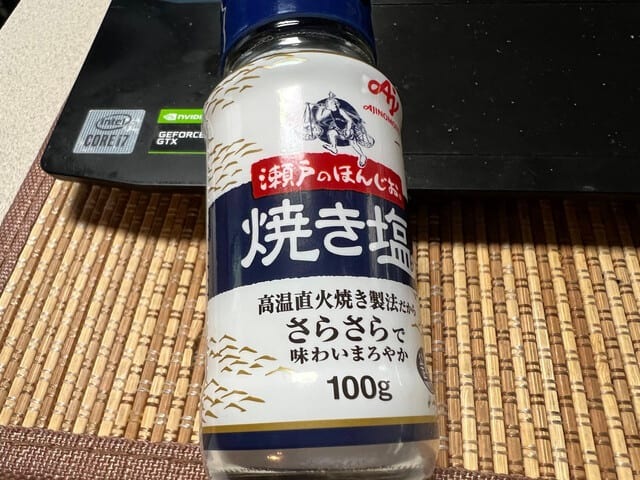 intel
CORE i7
NVIDIA
GEFORCE
GTX
AJINOMO
瀬戸のほんじお
焼き塩
高温直火焼き製法だから
さらさらで
味わいまろやか
100g